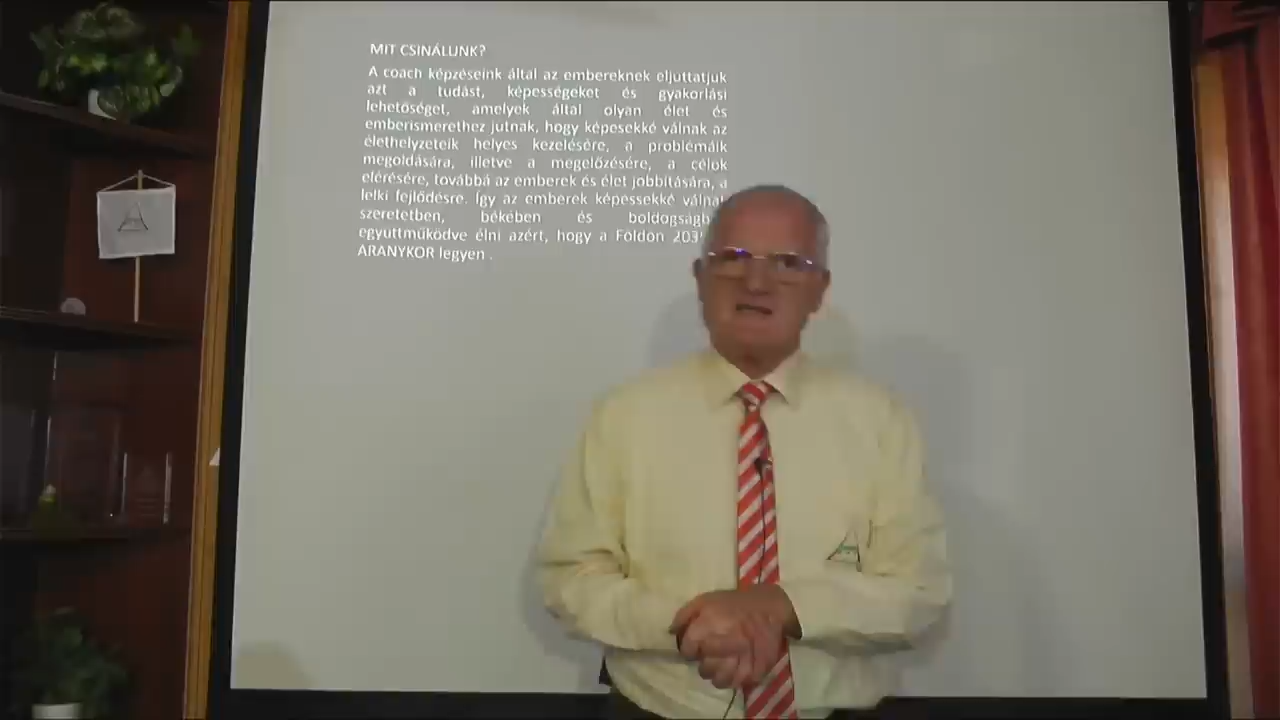 MIT CSINÁLUNK?
A coach képzéseink által az embereknek eljuttatjuk
azt a tudást, képességeket és gyakorlási
lehetőséget, amelyek által olyan élet és
emberismerethez jutnak, hogy képesekké válnak az
élethelyzeteik helyes kezelésére, a problémáik
megoldására, illetve a megelőzésére, a célok
elérésére, továbbá az emberek és élet jobbítására, a
lelki fejlődésre. Így az emberek képessekké
szeretetben, békében és
együttműködve élni azért, hogy a Földön
ARANYKOR legyen .